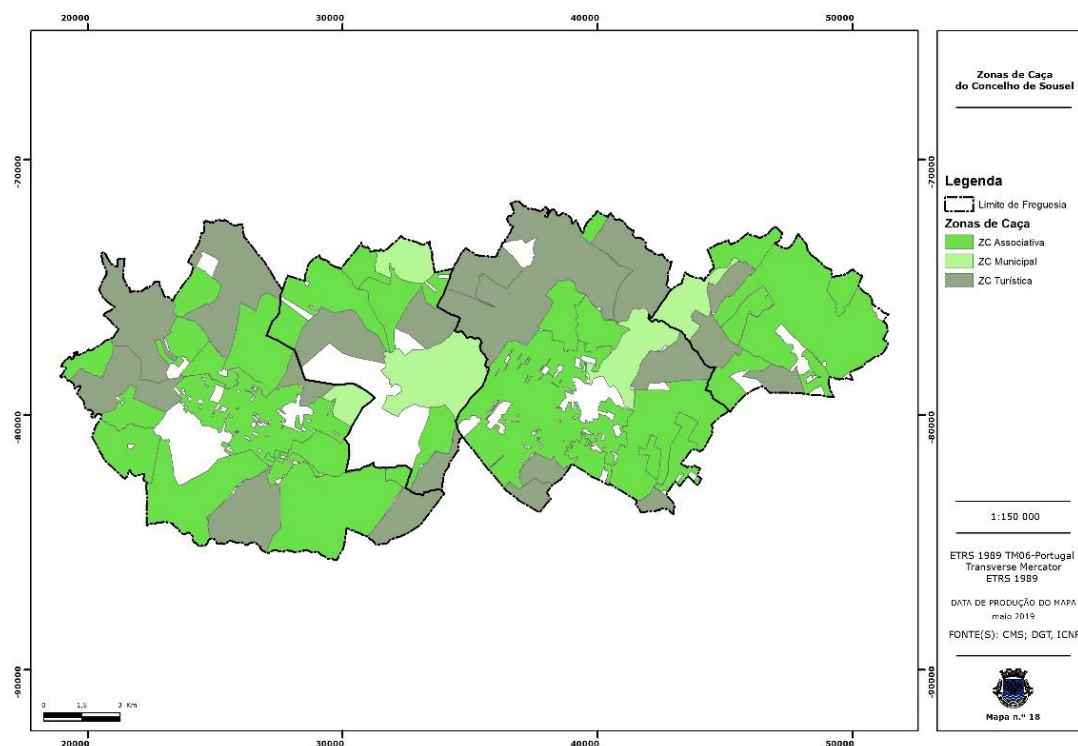 20000 30000 40000 50000
-70000 -70000
-80000 -80000
-90000 -90000
0 1,5 3 Km
20000 30000 40000 50000
Zonas de Caça
do Concelho de Sousel
Legenda
Limite de Freguesia
Zonas de Caça
ZC Associativa
ZC Municipal
ZC Turística
1:150 000
ETRS 1989 TM06-Portugal
Transverse Mercator
ETRS 1989
DATA DE PRODUÇÃO DO MAPA
maio 2019
FONTE(S): CMS; DGT, ICNF
Mapa n.º 18